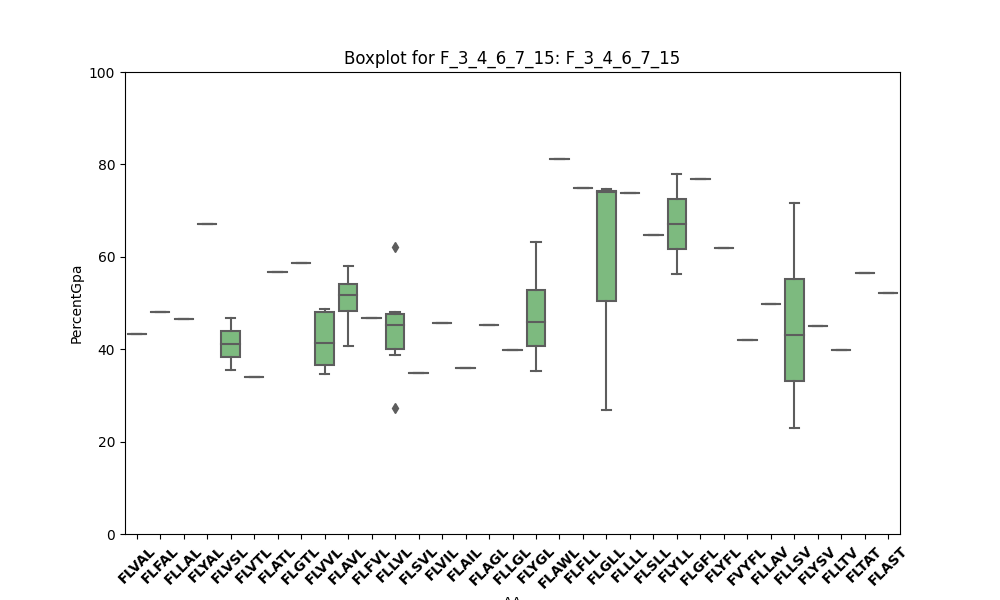 Boxplot for F_3_4_6_7_15: F_3_4_6_7_15
100
80
60
40
20
0
PercentGpa
FLVAL
FLFAL
FLLAL
FLYAL
FLVSL
FLVTL
FLATL
FLGTL
FLVVL
FLAVL
FLFVL
FLLVL
FLSVL
FLVIL
FLAIL
FLAGL
FLLGL
FLYGL
FLAWL
FLFLL
FLGLL
FLLLL
FLSLL
FLYLL
FLGFL
FLYFL
FVYFL
FLLAV
FLLSV
FLYSV
FLLTV
FLTAT
FLAST